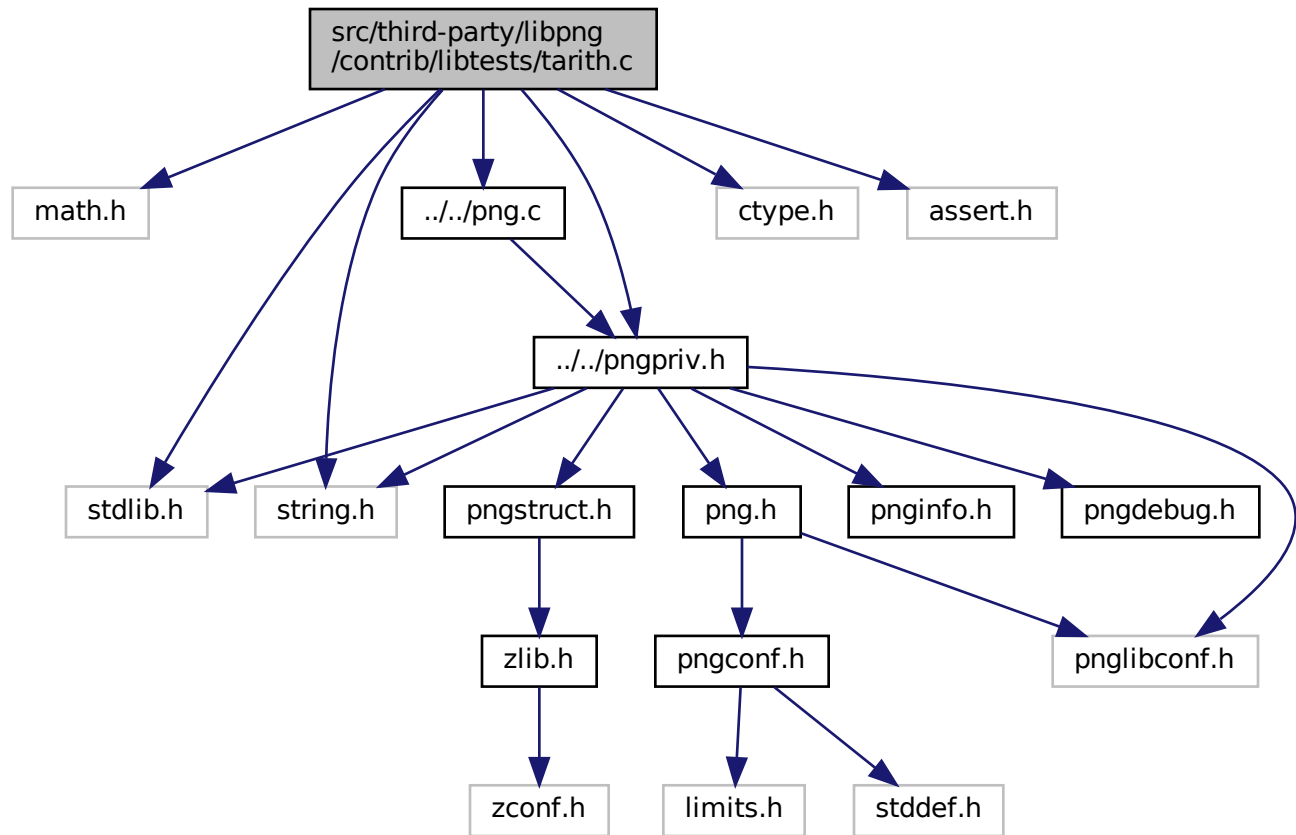 src/third-party/libpng
/contrib/libtests/tarith.c
math.h
../../png.c
ctype.h
assert.h
../../pngpriv.h
stdlib.h
string.h
pngstruct.h
png.h
pnginfo.h
pngdebug.h
zlib.h
pngconf.h
pnglibconf.h
zconf.h
limits.h
stddef.h